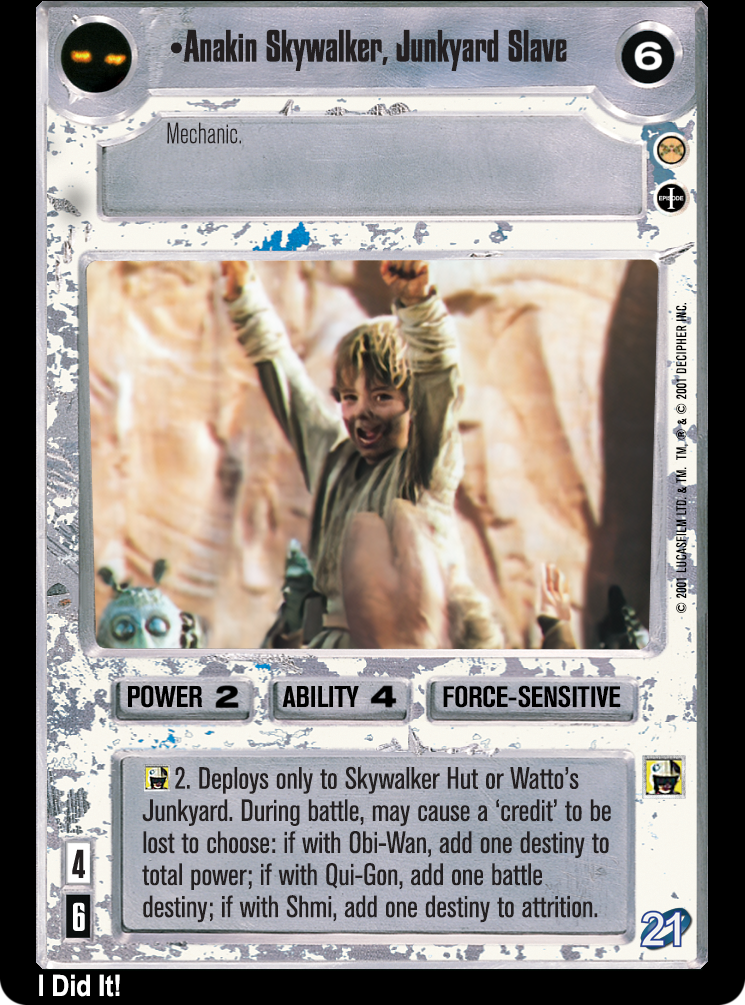 •Anakin Skywalker, Junkyard Slave
6
Mechanic.
EPISODE
I
© 2001 LUCASFILM LTD. & TM. TM, ® & © 2001 DECIPHER INC.
POWER 2
ABILITY 4
FORCE-SENSITIVE
2. Deploys only to Skywalker Hut or Watto's
Junkyard. During battle, may cause a 'credit' to be
lost to choose: if with Obi-Wan, add one destiny to
total power; if with Qui-Gon, add one battle
destiny; if with Shmi, add one destiny to attrition.
4
6
21
I Did It!